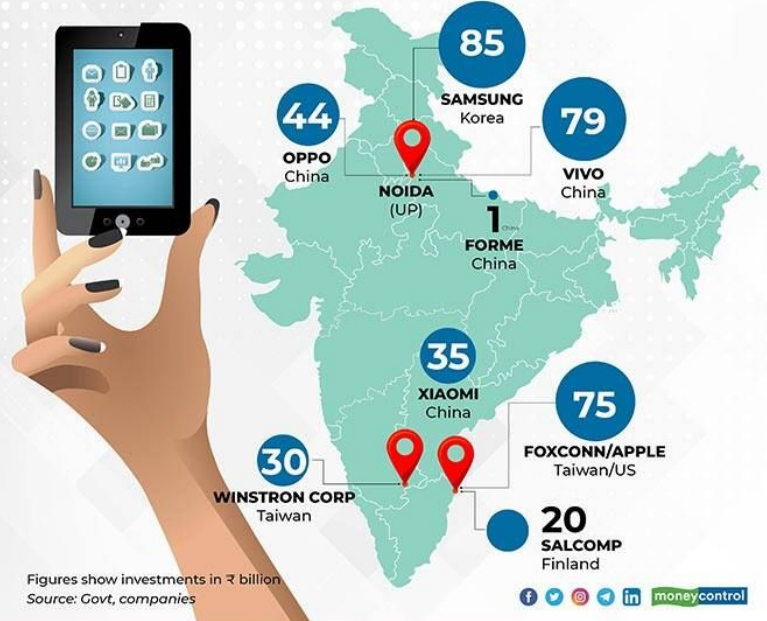 85
SAMSUNG
Korea
44
OPPO
China
79
VIVO
China
NOIDA
(UP)
1
China
FORME
China
35
XIAOMI
China
75
FOXCONN/APPLE
Taiwan/US
30
WINSTRON CORP
Taiwan
20
SALCOMP
Finland
Figures show investments in ₹ billion
Source: Govt, companies
moneycontrol